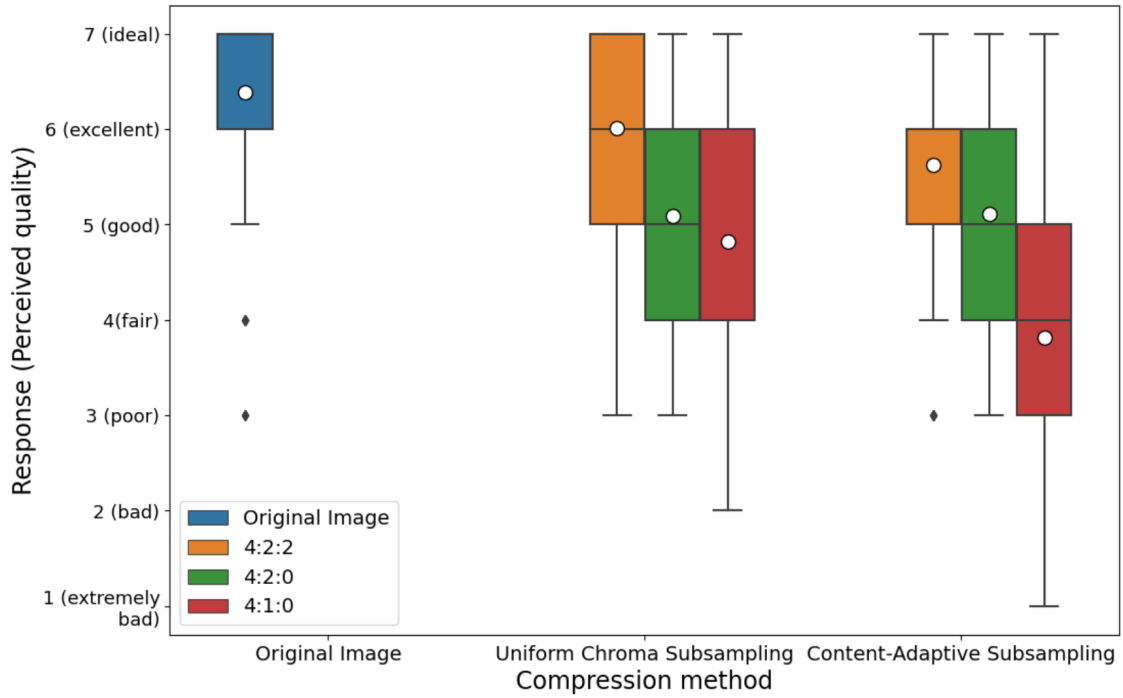 Response (Perceived quality)
7 (ideal)
6 (excellent)
5 (good)
4(fair)
3 (poor)
2 (bad)
1 (extremely
bad)
Original Image
4:2:2
4:2:0
4:1:0
Original Image
Uniform Chroma Subsampling
Content-Adaptive Subsampling
Compression method